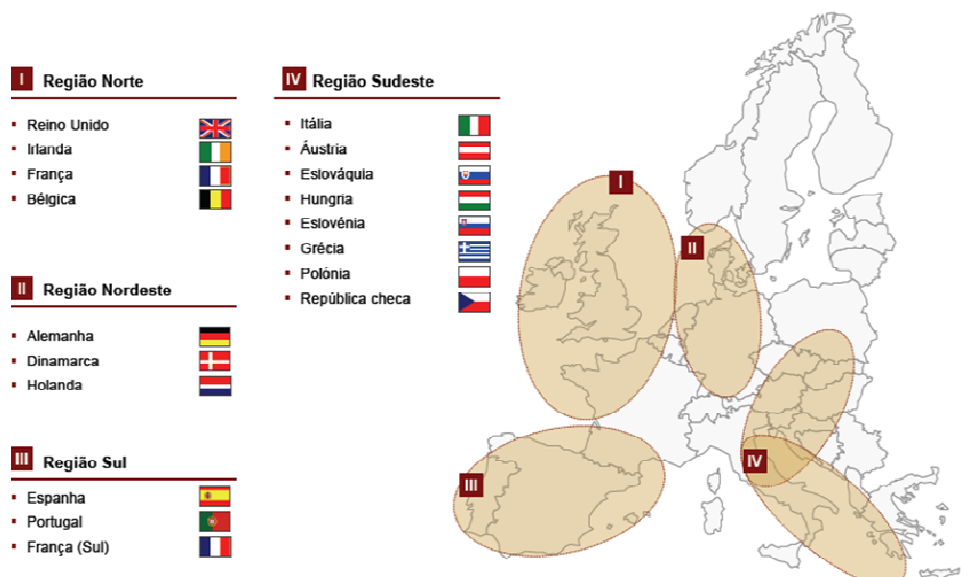 I Região Norte
Reino Unido
Irlanda
França
Bélgica
II Região Nordeste
Alemanha
Dinamarca
Holanda
III Região Sul
Espanha
Portugal
França (Sul)
IV Região Sudeste
Itália
Áustria
Eslováquia
Hungria
Eslovénia
Grécia
Polónia
República checa
I
II
III
IV